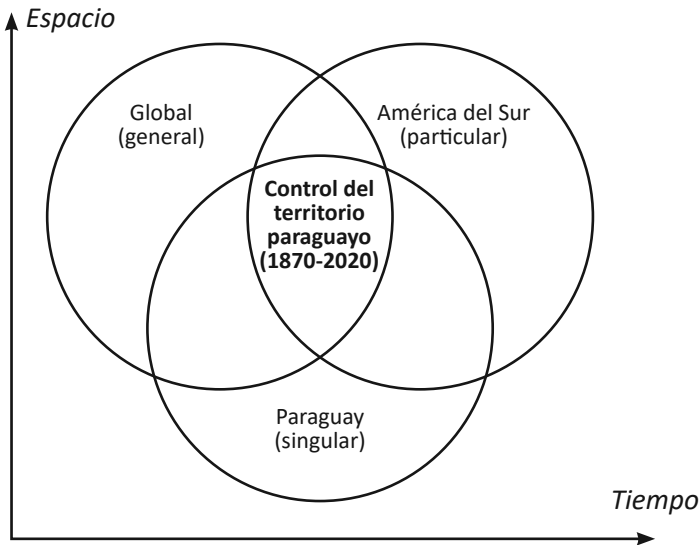 Espacio
Global
(general)
América del Sur
(particular)
Control del
territorio
paraguayo
(1870-2020)
Paraguay
(singular)
Tiempo